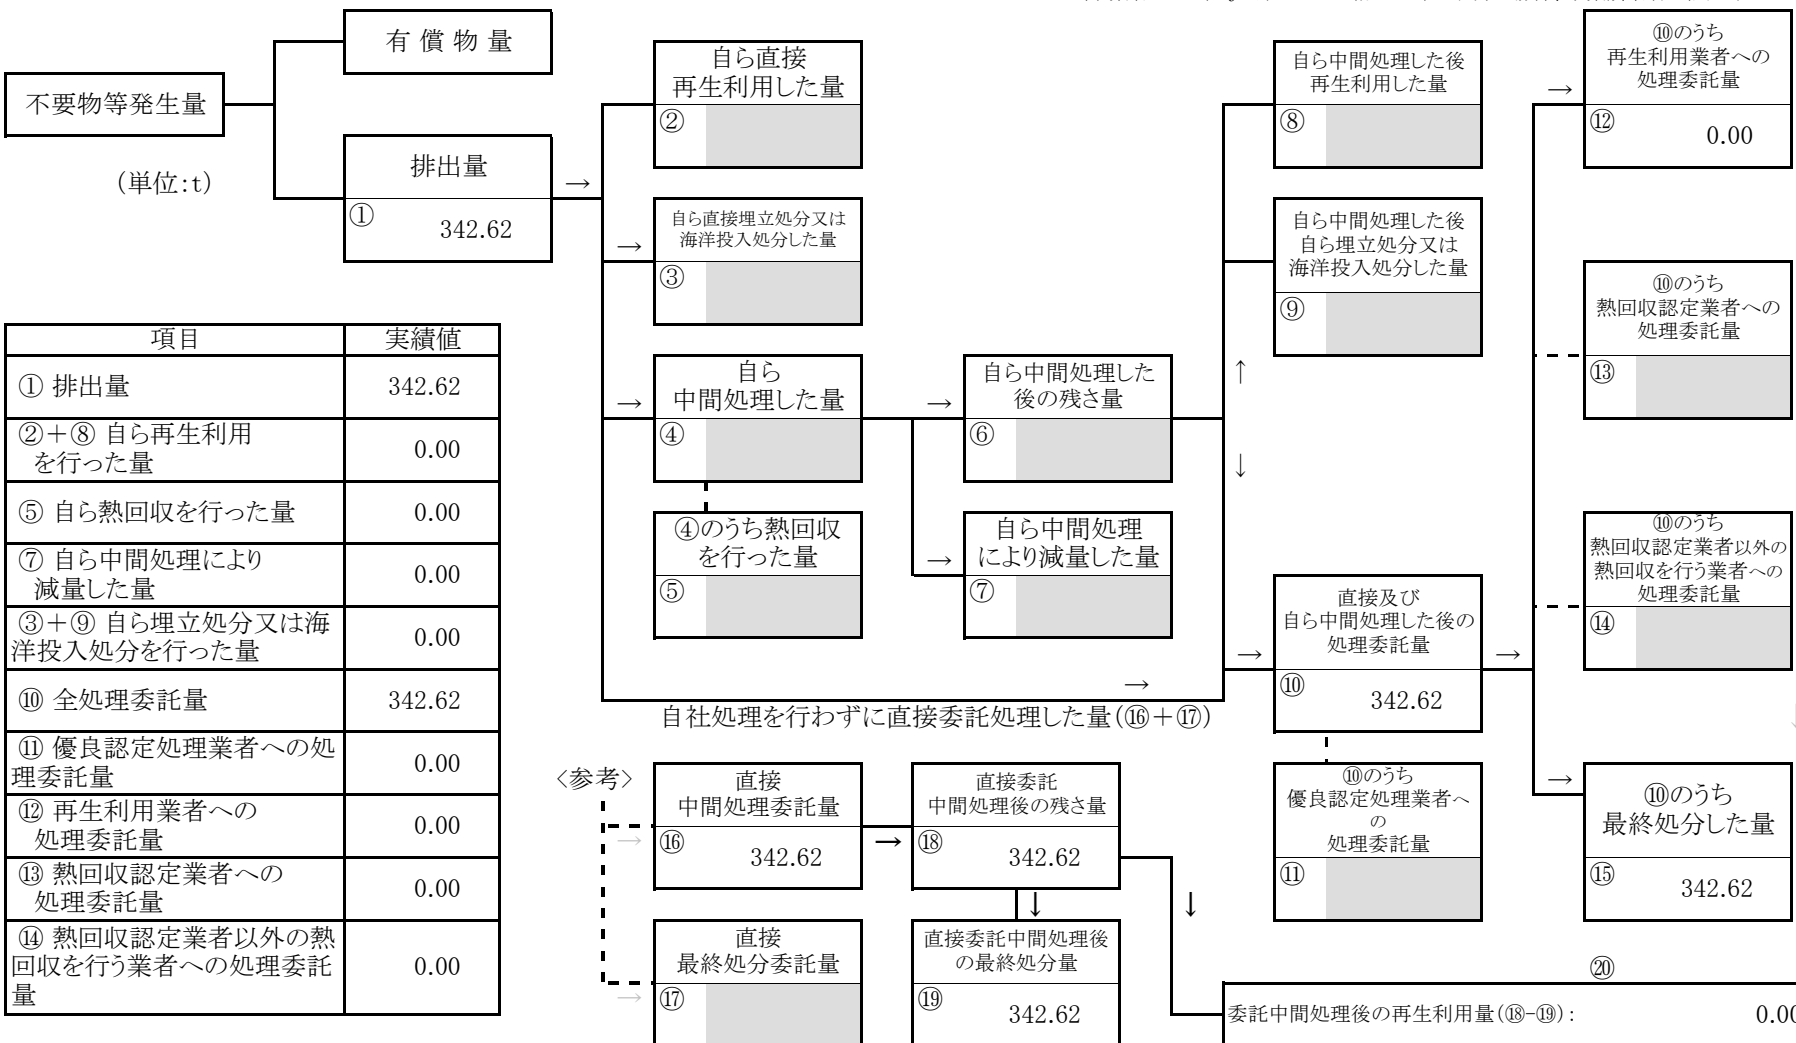 有 償 物 量
不要物等発生量
(単位:t)
排出量
①
342.62
→
自ら直接
再生利用した量
②
→
自ら直接埋立処分又は
海洋投入処分した量
③
→
自ら
中間処理した量
④
④のうち熱回収
を行った量
⑤
→
自ら中間処理した
後の残さ量
⑥
→
自ら中間処理
により減量した量
⑦
↑
↓
自ら中間処理した後
再生利用した量
⑧
自ら中間処理した後
自ら埋立処分又は
海洋投入処分した量
⑨
→
直接及び
自ら中間処理した後の
処理委託量
⑩
342.62
→
→
⑩のうち
再生利用業者への
処理委託量
⑫
0.00
⑩のうち
熱回収認定業者への
処理委託量
⑬
⑩のうち
熱回収認定業者以外の
熱回収を行う業者への
処理委託量
⑭
→
⑩のうち
最終処分した量
⑮
342.62
⑩のうち
優良認定処理業者へ
の
処理委託量
⑪
→
自社処理を行わずに直接委託処理した量(⑯+⑰)
項目 実績値
① 排出量 342.62
②+⑧ 自ら再生利用
を行った量 0.00
⑤ 自ら熱回収を行った量 0.00
⑦ 自ら中間処理により
減量した量 0.00
③+⑨ 自ら埋立処分又は海
洋投入処分を行った量 0.00
⑩ 全処理委託量 342.62
⑪ 優良認定処理業者への処
理委託量 0.00
⑫ 再生利用業者への
処理委託量 0.00
⑬ 熱回収認定業者への
処理委託量 0.00
⑭ 熱回収認定業者以外の熱
回収を行う業者への処理委託
量 0.00
〈参考〉
→
直接
中間処理委託量
⑯
342.62
→
直接委託
中間処理後の残さ量
⑱
342.62
↓
↓
→
直接
最終処分委託量
⑰
直接委託中間処理後
の最終処分量
⑲
342.62
⑳
委託中間処理後の再生利用量(⑱-⑲): 0.00